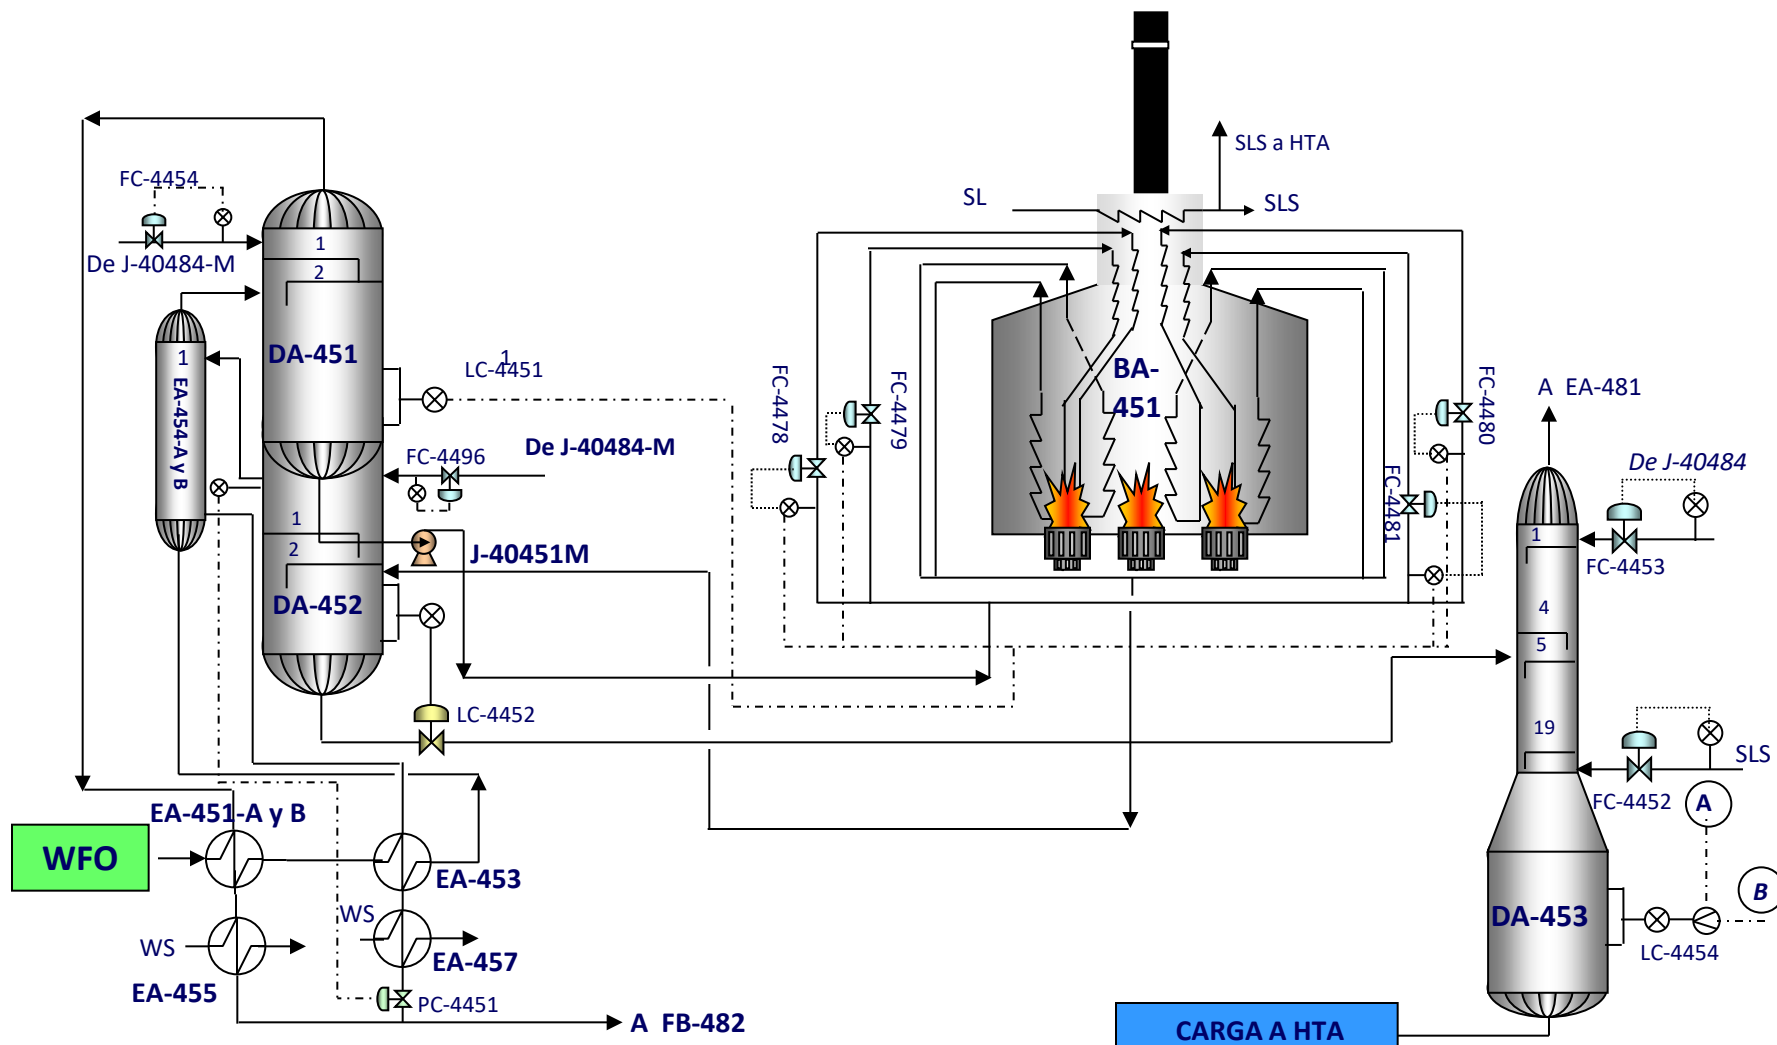 SLS a HTA
FC-4454
SL
SLS
De J-40484-M
1
2
DA-451
1
EA-454-A y B
1
LC-4451
BA-
451
FC-4478
FC-4479
FC-4480
FC-4481
A EA-481
FC-4496
De J-40484-M
De J-40484
1
2
J-40451M
DA-452
1
FC-4453
4
5
19
LC-4452
SLS
FC-4452
A
EA-451-A y B
WFO
EA-453
B
WS
WS
EA-457
EA-455
DA-453
LC-4454
PC-4451
A FB-482
CARGA A HTA